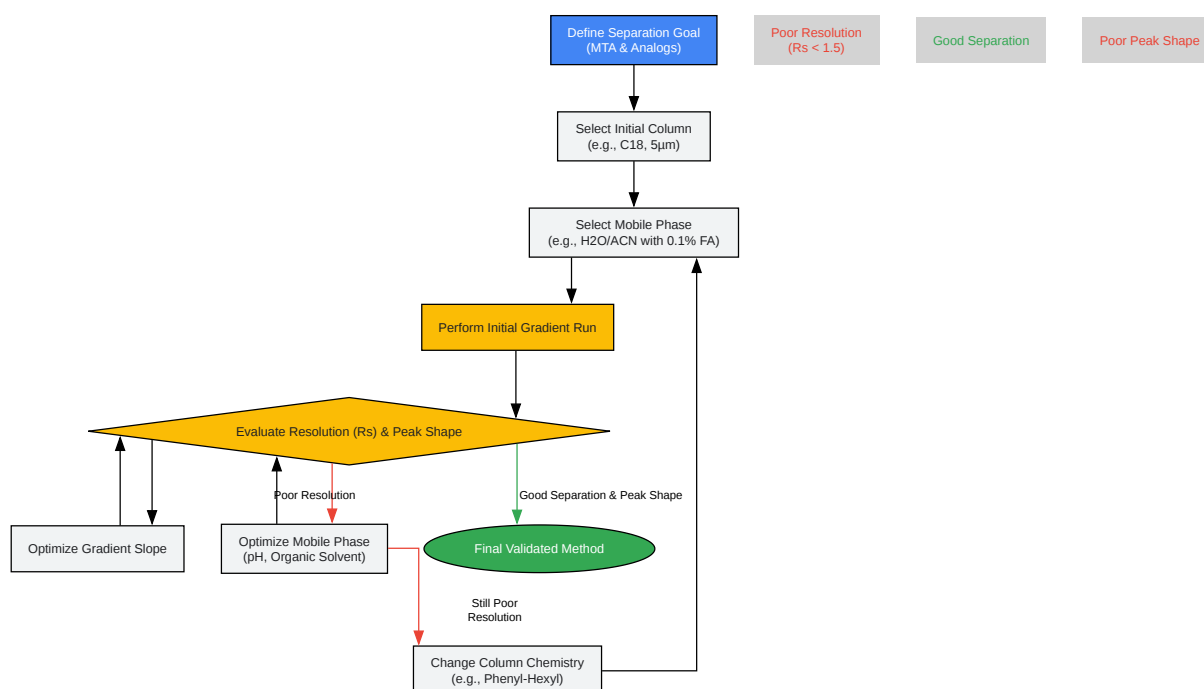 Define Separation Goal
(MTA & Analogs)
Poor Resolution
(Rs < 1.5)
Good Separation
Poor Peak Shape
Select Initial Column
(e.g., C18, 5µm)
Select Mobile Phase
(e.g., H2O/ACN with 0.1% FA)
Perform Initial Gradient Run
Evaluate Resolution (Rs) & Peak Shape
Poor Resolution
Good Separation & Peak Shape
Optimize Gradient Slope
Optimize Mobile Phase
(pH, Organic Solvent)
Final Validated Method
Still Poor
Resolution
Change Column Chemistry
(e.g., Phenyl-Hexyl)